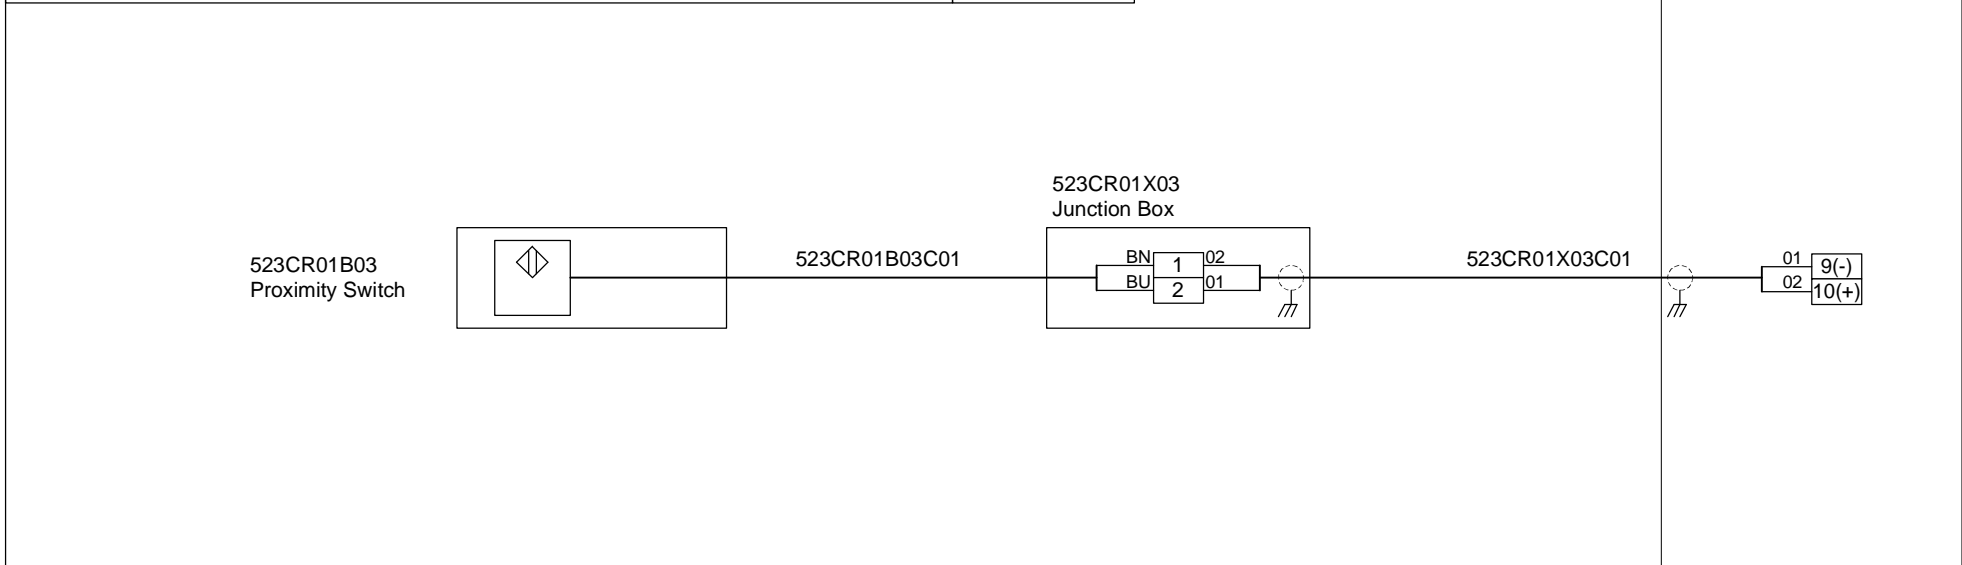 523CR01X03
Junction Box
523CR01B03
Proximity Switch
523CR01B03C01
BN 1 02
BU 2 01
523CR01X03C01
01 9(-)
02 10(+)